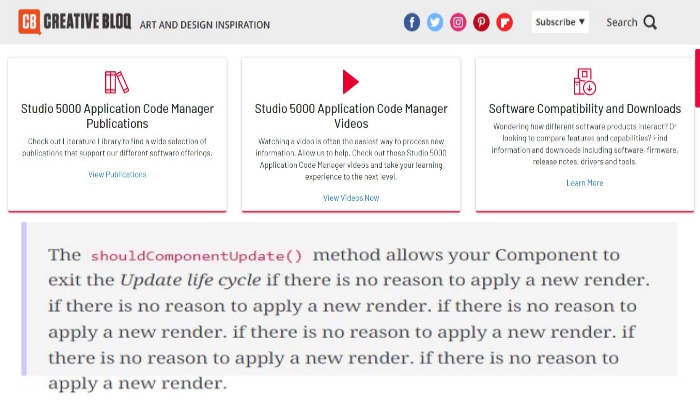 CB CREATIVE BLOQ ART AND DESIGN INSPIRATION
Subscribe ▼ Search
Studio 5000 Application Code Manager
Publications
Check out Literature Library to find a wide selection of
publications that support our different software offerings.
View Publications
Studio 5000 Application Code Manager
Videos
Watching a video is often the easiest way to process new
information. Allow us to help. Check out these Studio 5000
Application Code Manager videos and take your learning
experience to the next level.
View Videos Now
Software Compatibility and Downloads
Wondering how different software products interact? Or
looking to compare features and capabilities? Find
information and downloads including software, firmware,
release notes, drivers and tools.
Learn More
The shouldComponentUpdate() method allows your Component to
exit the Update life cycle if there is no reason to apply a new render.
if there is no reason to apply a new render. if there is no reason to
apply a new render. if there is no reason to apply a new render. if
there is no reason to apply a new render. if there is no reason to
apply a new render.